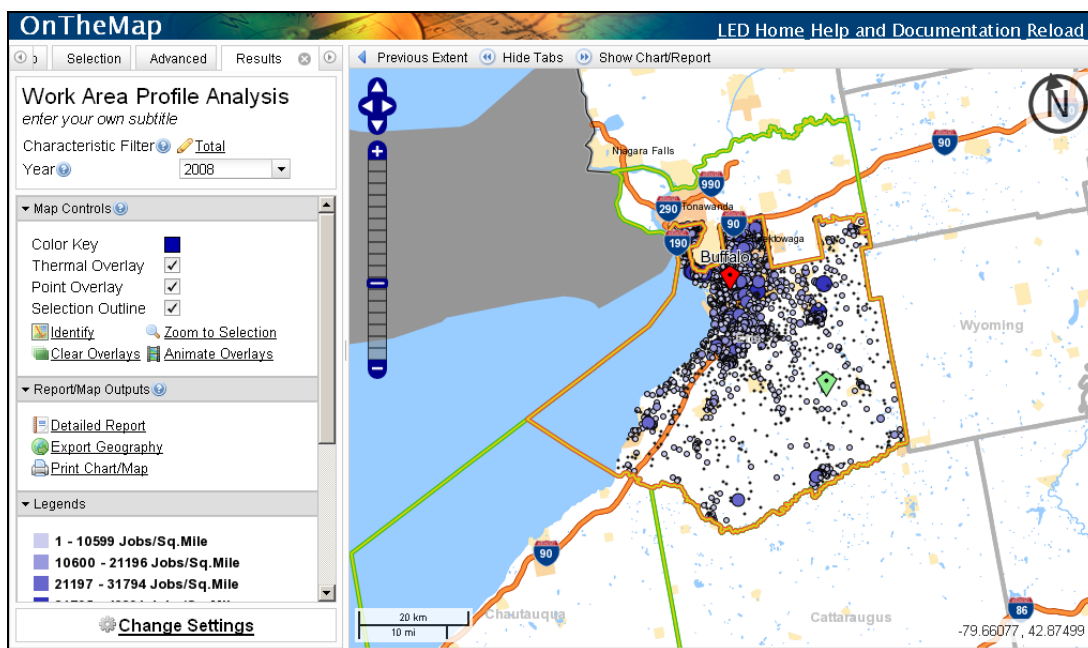 OnTheMap
LED Home Help and Documentation Reload
Selection Advanced Results
Previous Extent Hide Tabs Show Chart/Report
Work Area Profile Analysis
enter your own subtitle
Characteristic Filter Total
Year 2008
Map Controls
Color Key
Thermal Overlay
Point Overlay
Selection Outline
Identify Zoom to Selection
Clear Overlays Animate Overlays
Report/Map Outputs
Detailed Report
Export Geography
Print Chart/Map
Legends
1 - 10599 Jobs/Sq.Mile
10600 - 21196 Jobs/Sq.Mile
21197 - 31794 Jobs/Sq.Mile
Change Settings
N
90
Niagara Falls
990
290
Tonawanda
90
190
Buffalo
Wyoming
90
20 km
10 mi
Chautauqua
Cattaraugus
86
-79.66077, 42.87499